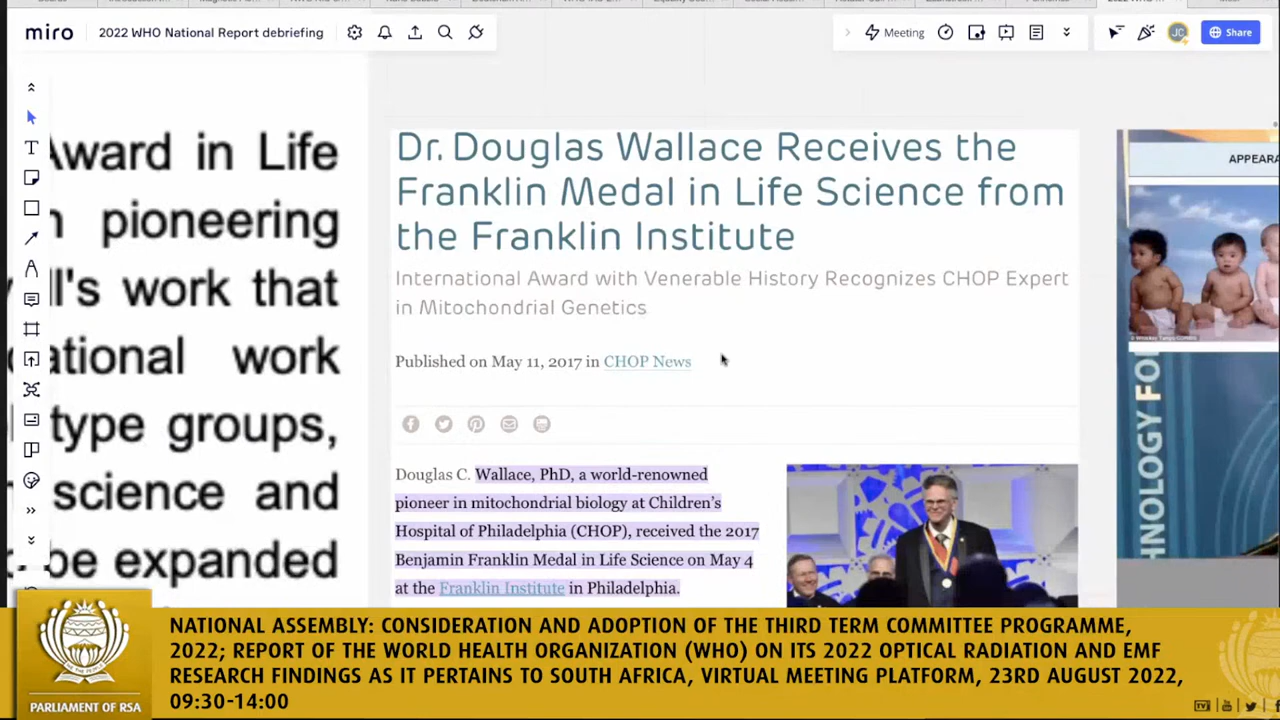 miro
2022 WHO National Report debriefing
Meeting
JC
Share
Award in Life
pioneering
work that
work
type groups,
science and
be expanded
Dr. Douglas Wallace Receives the
Franklin Medal in Life Science from
the Franklin Institute
International Award with Venerable History Recognizes CHOP Expert
in Mitochondrial Genetics
Published on May 11, 2017 in CHOP News
Douglas C. Wallace, PhD, a world-renowned
pioneer in mitochondrial biology at Children's
Hospital of Philadelphia (CHOP), received the 2017
Benjamin Franklin Medal in Life Science on May 4
at the Franklin Institute in Philadelphia.
NATIONAL ASSEMBLY: CONSIDERATION AND ADOPTION OF THE THIRD TERM COMMITTEE PROGRAMME,
2022; REPORT OF THE WORLD HEALTH ORGANIZATION (WHO) ON ITS 2022 OPTICAL RADIATION AND EMF
RESEARCH FINDINGS AS IT PERTAINS TO SOUTH AFRICA, VIRTUAL MEETING PLATFORM, 23RD AUGUST 2022,
09:30-14:00
PARLIAMENT OF RSA